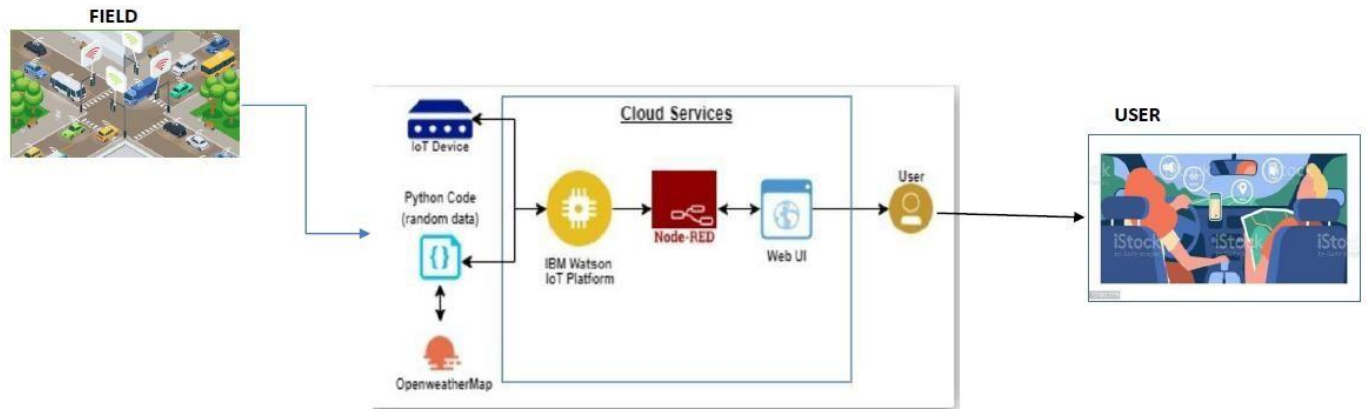 FIELD
Cloud Services
IoT Device
Python Code
(random data)
{}
IBM Watson
IoT Platform
Node-RED
Web UI
OpenweatherMap
User
USER
iStock
iStock